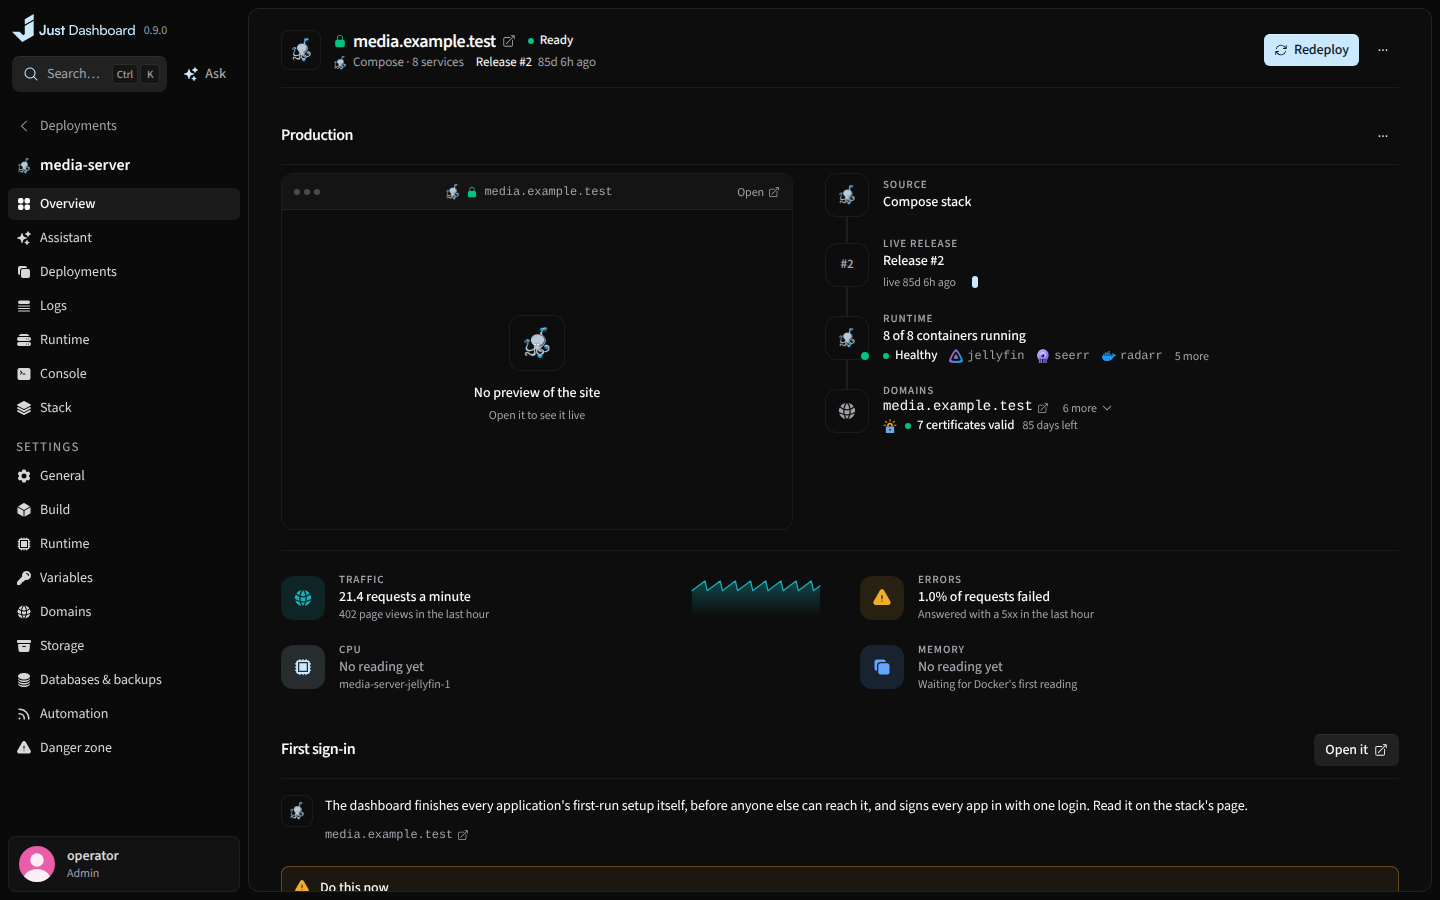 Just Dashboard 0.9.0
Search... Ctrl K
Ask
Deployments
media-server
Overview
Assistant
Deployments
Logs
Runtime
Console
Stack
SETTINGS
General
Build
Runtime
Variables
Domains
Storage
Databases & backups
Automation
Danger zone
operator
Admin
media.example.test
Ready
Compose · 8 services Release #2 85d 6h ago
Redeploy
Production
media.example.test
Open
No preview of the site
Open it to see it live
SOURCE
Compose stack
#2
LIVE RELEASE
Release #2
live 85d 6h ago
RUNTIME
8 of 8 containers running
Healthy jellyfin seerr radarr 5 more
DOMAINS
media.example.test 6 more
7 certificates valid 85 days left
TRAFFIC
21.4 requests a minute
402 page views in the last hour
ERRORS
1.0% of requests failed
Answered with a 5xx in the last hour
CPU
No reading yet
media-server-jellyfin-1
MEMORY
No reading yet
Waiting for Docker's first reading
First sign-in
Open it
The dashboard finishes every application's first-run setup itself, before anyone else can reach it, and signs every app in with one login. Read it on the stack's page.
media.example.test
Do this now